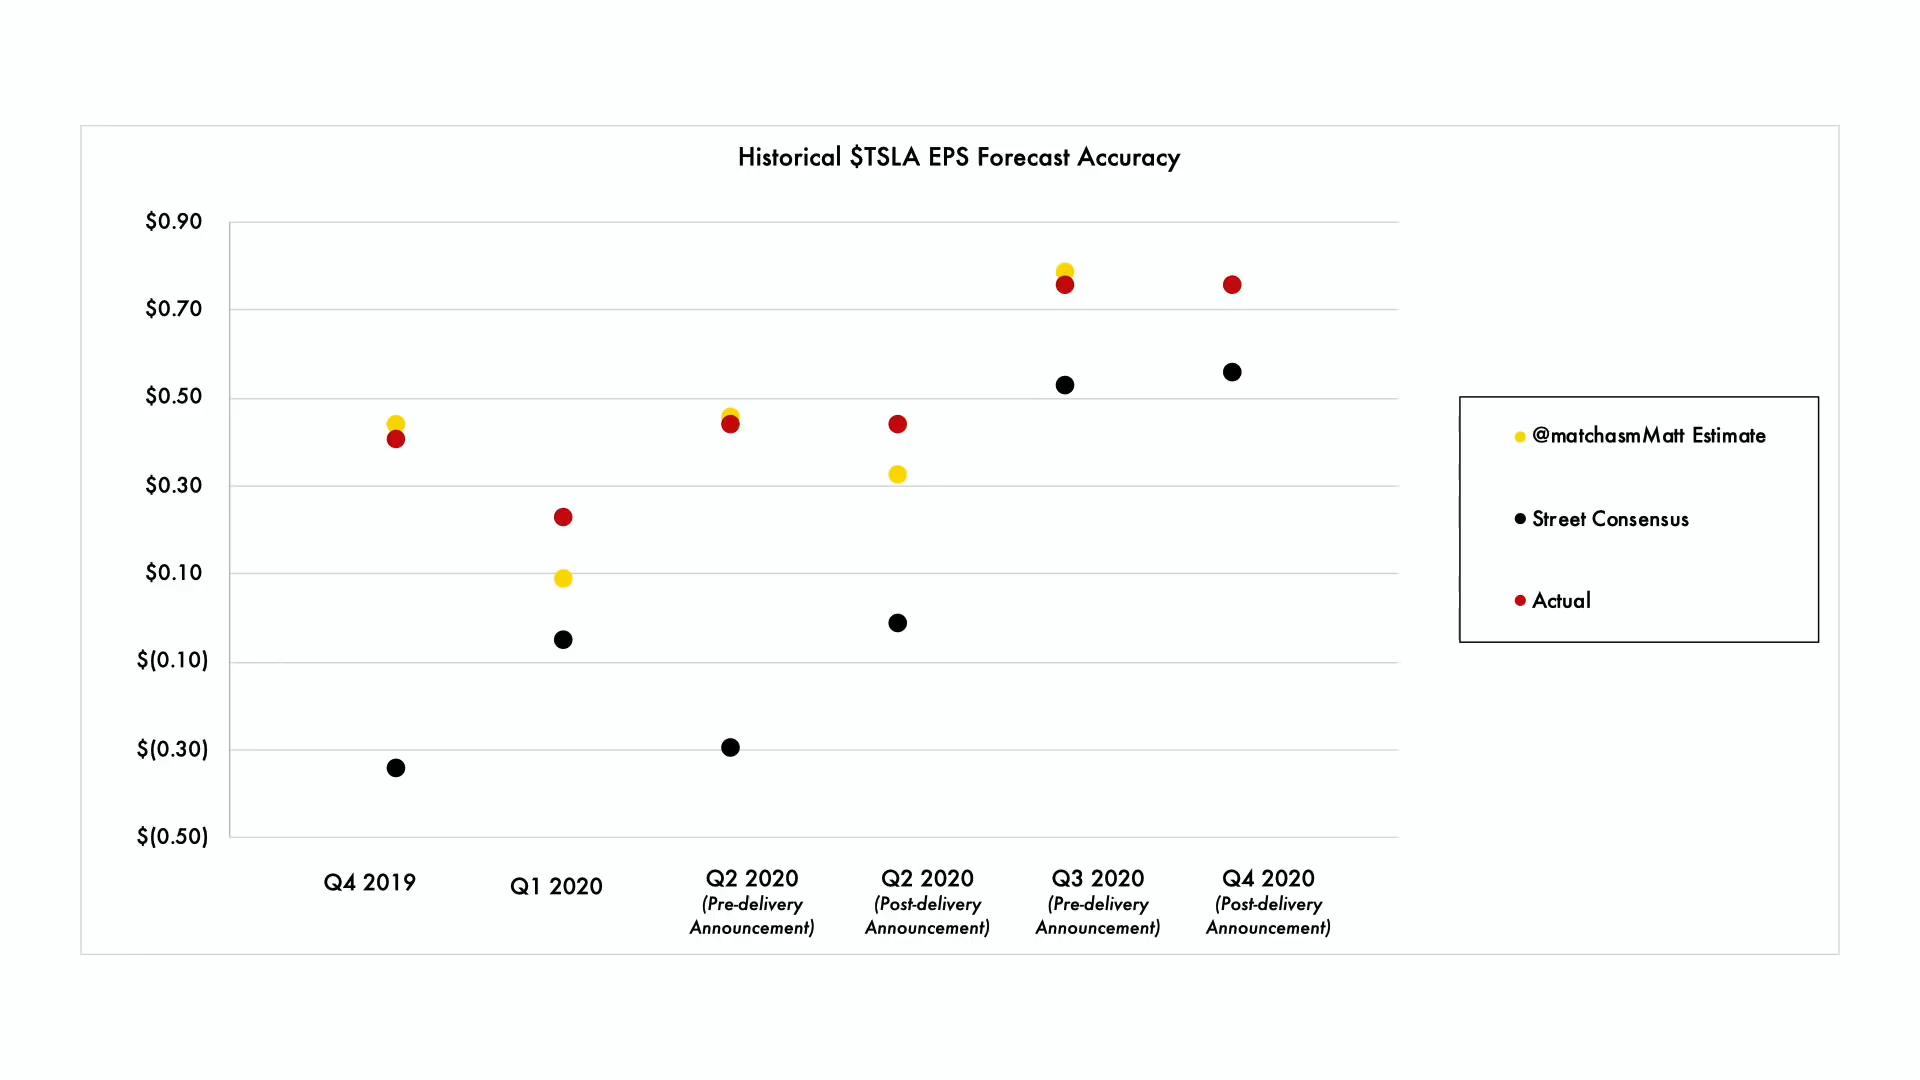 Historical $TSLA EPS Forecast Accuracy
$0.90
$0.70
$0.50
$0.30
$0.10
$(0.10)
$(0.30)
$(0.50)
Q4 2019
Q1 2020
Q2 2020
(Pre-delivery
Announcement)
Q2 2020
(Post-delivery
Announcement)
Q3 2020
(Pre-delivery
Announcement)
Q4 2020
(Post-delivery
Announcement)
@matchasmMatt Estimate
Street Consensus
Actual